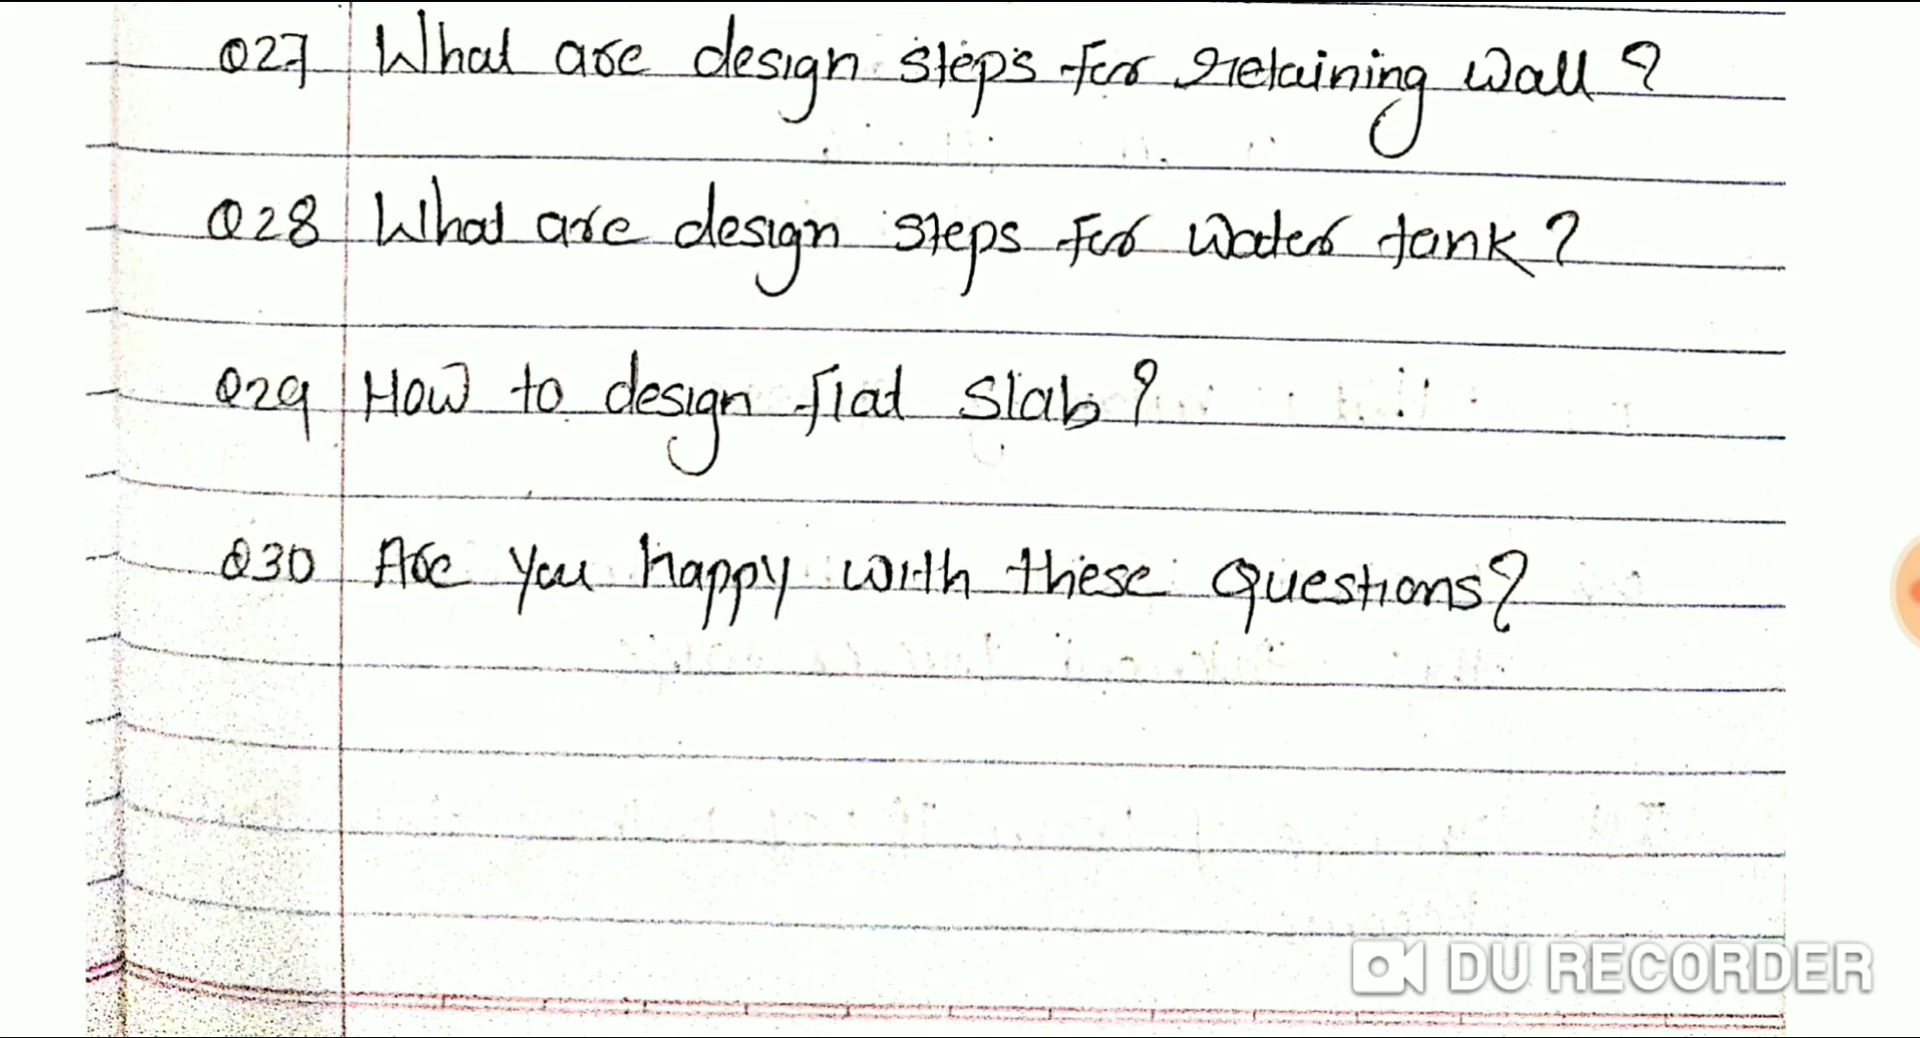 Q27 What are design steps for retaining wall?
Q28 What are design steps for water tank?
Q29 How to design flat slab?
Q30 Are you happy with these questions?
DU RECORDER